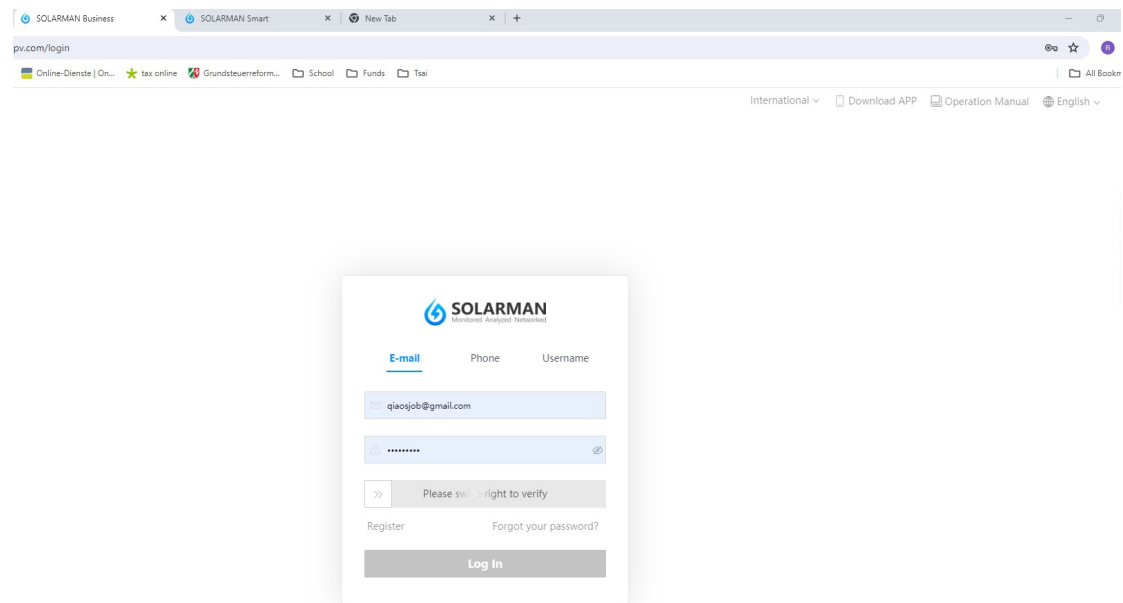 SOLARMAN Business SOLARMAN Smart New Tab
pv.com/login
Online-Dienste | On... tax online Grundsteuerreform... School Funds Tsai All Bookm
International Download APP Operation Manual English
SOLARMAN
Monitored Analyzed Networked
E-mail Phone Username
qiaosjob@gmail.com
•••••••••
Please right to verify
Register Forgot your password?
Log In